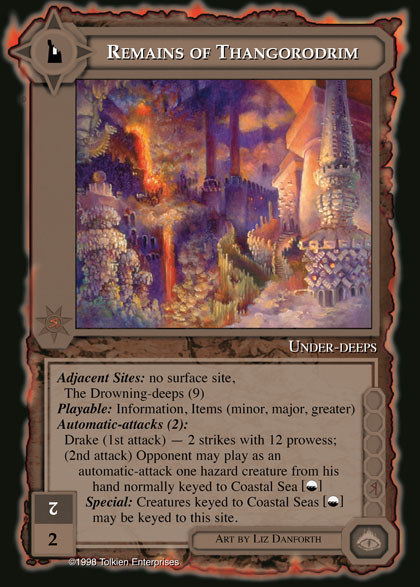 REMAINS OF THANGORODRIM
UNDER-DEEPS
Adjacent Sites: no surface site,
The Drowning-deeps (9)
Playable: Information, Items (minor, major, greater)
Automatic-attacks (2):
Drake (1st attack) — 2 strikes with 12 prowess;
(2nd attack) Opponent may play as an
automatic-attack one hazard creature from his
hand normally keyed to Coastal Sea []
Special: Creatures keyed to Coastal Seas []
may be keyed to this site.
2
2
ART BY LIZ DANFORTH
©1998 Tolkien Enterprises